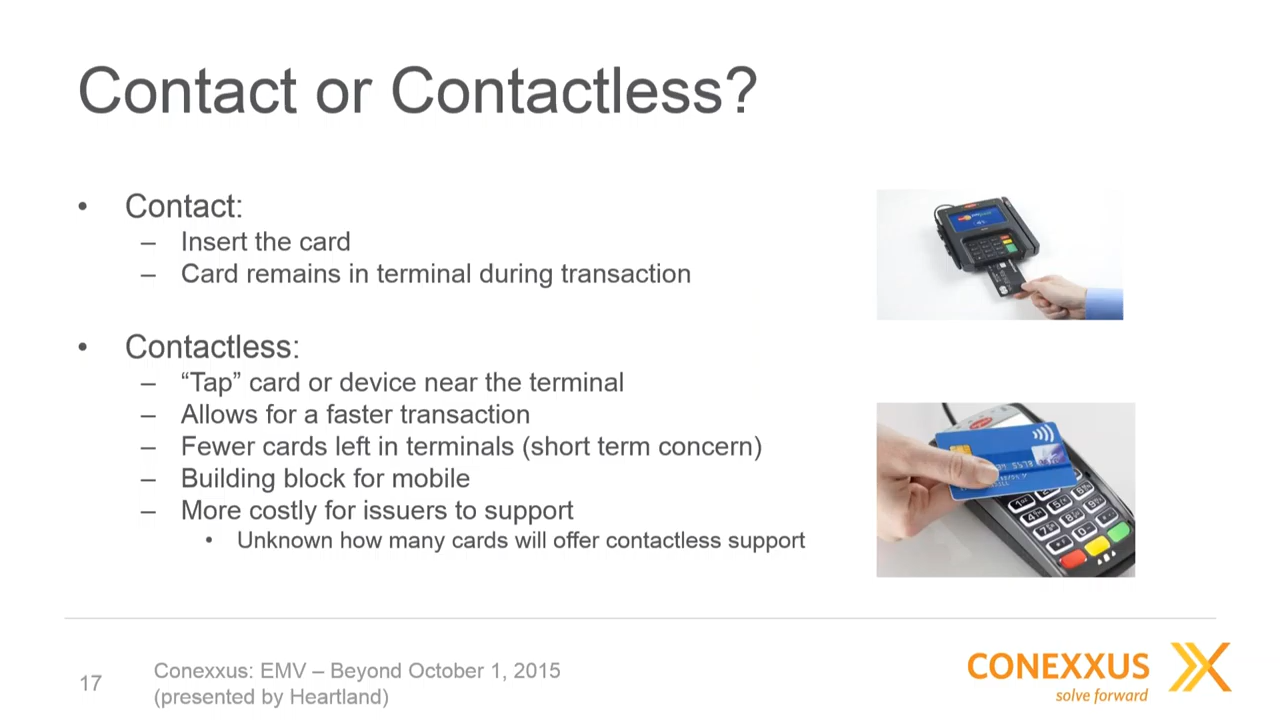 Contact or Contactless?
• Contact:
– Insert the card
– Card remains in terminal during transaction
• Contactless:
– “Tap” card or device near the terminal
– Allows for a faster transaction
– Fewer cards left in terminals (short term concern)
– Building block for mobile
– More costly for issuers to support
• Unknown how many cards will offer contactless support
17
Conexxus: EMV – Beyond October 1, 2015
(presented by Heartland)
CONEXXUS
solve forward